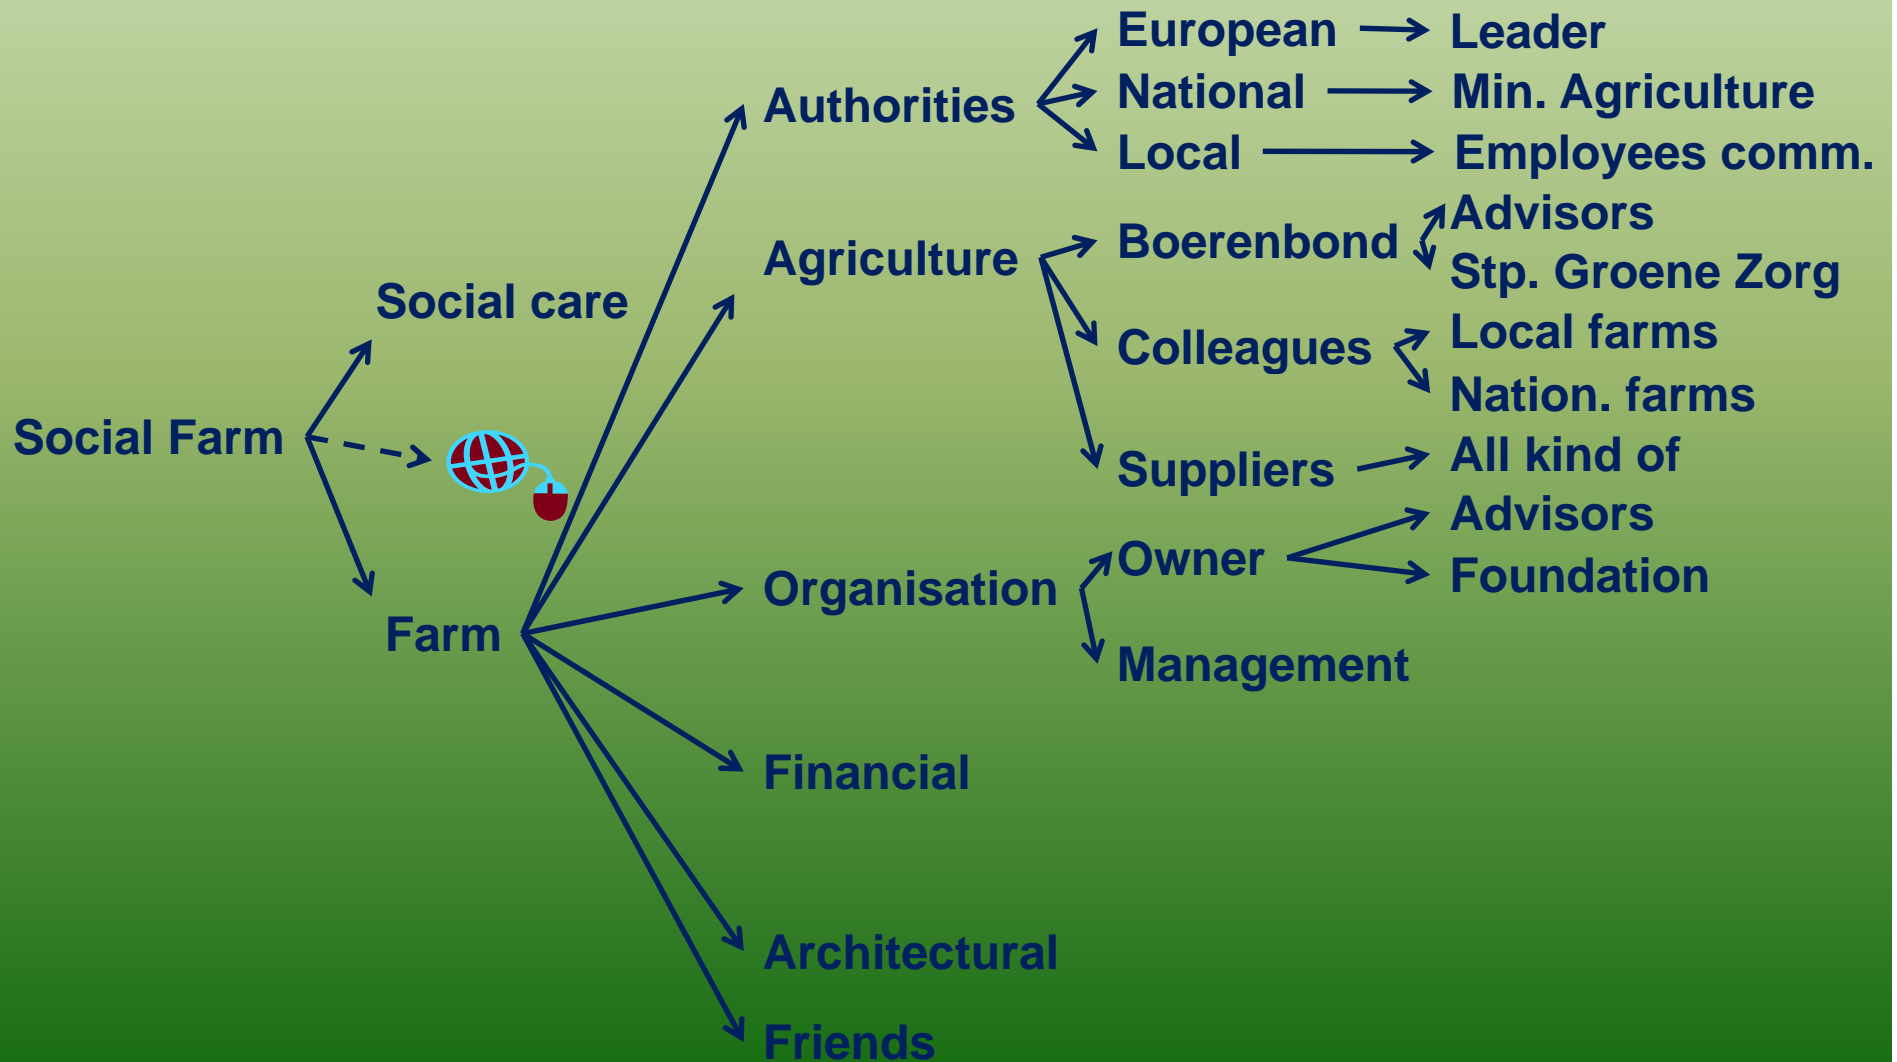 European
Leader
Authorities
National
Min. Agriculture
Local
Employees comm.
Advisors
Boerenbond
Agriculture
Stp. Groene Zorg
Social care
Local farms
Colleagues
Nation. farms
Social Farm
All kind of
Suppliers
Advisors
Owner
Foundation
Organisation
Farm
Management
Financial
Architectural
Friends